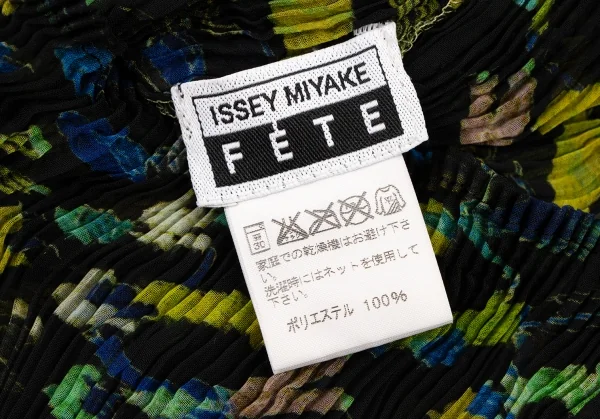 ISSEY MIYAKE
FÊTE
弱
30
家庭での乾燥機はお避け下さ
い。
洗濯時にはネットを使用して
下さい。
ポリエステル 100%